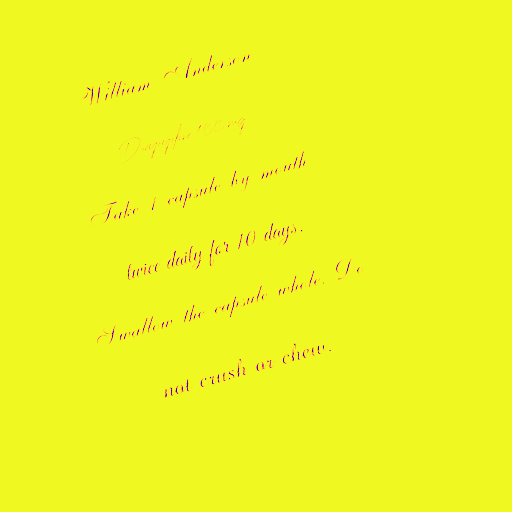 William Anderson
Take 1 capsule by mouth
twice daily for 10 days.
Swallow the capsule whole. Do
not crush or chew.